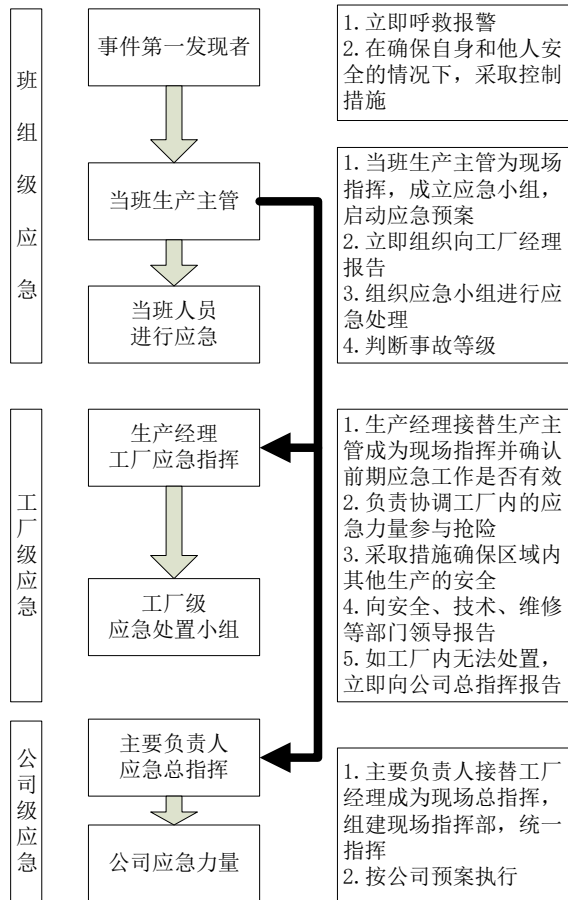 班组级应急
事件第一发现者
1.立即呼救报警
2.在确保自身和他人安
全的情况下，采取控制
措施
当班生产主管
1.当班生产主管为现场
指挥，成立应急小组，
启动应急预案
2.立即组织向工厂经理
报告
3.组织应急小组进行应
急处理
4.判断事故等级
当班人员
进行应急
工厂级应急
生产经理
工厂应急指挥
1.生产经理接替生产主
管成为现场指挥并确认
前期应急工作是否有效
2.负责协调工厂内的应
急力量参与抢险
3.采取措施确保区域内
其他生产的安全
4.向安全、技术、维修
等部门领导报告
5.如工厂内无法处置，
立即向公司总指挥报告
工厂级
应急处置小组
公司级应急
主要负责人
应急总指挥
1.主要负责人接替工厂
经理成为现场总指挥，
组建现场指挥部，统一
指挥
2.按公司预案执行
公司应急力量